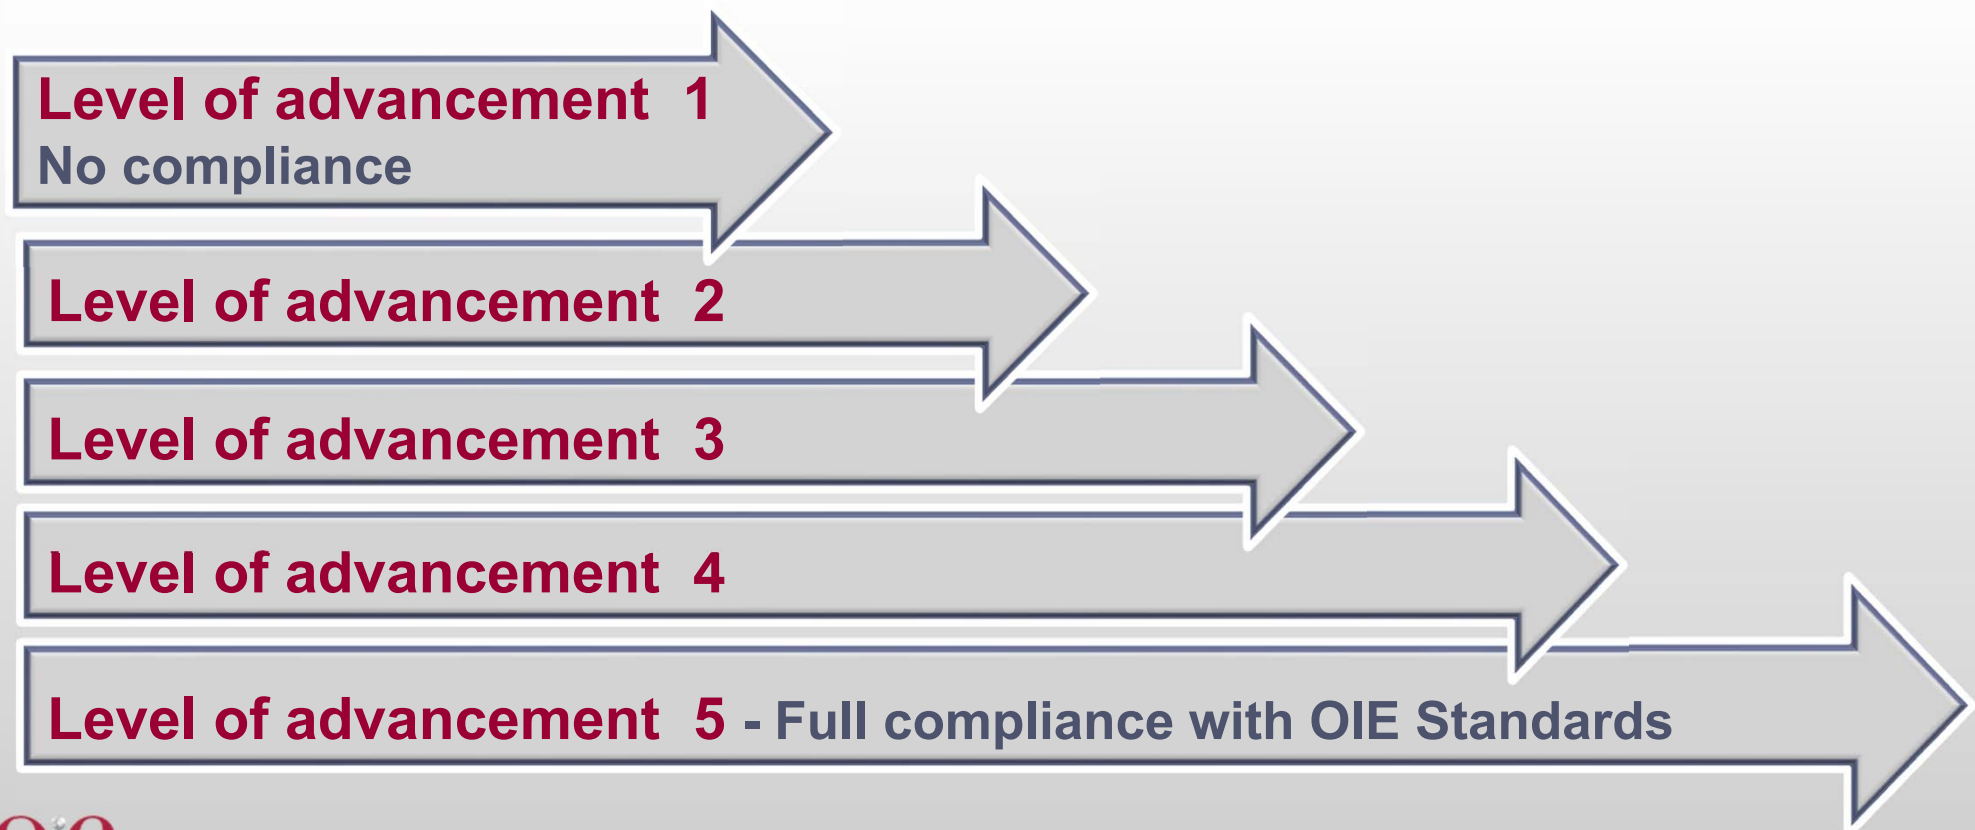 Level of advancement 1
No compliance
Level of advancement 2
Level of advancement 3
Level of advancement 4
Level of advancement 5 - Full compliance with OIE Standards